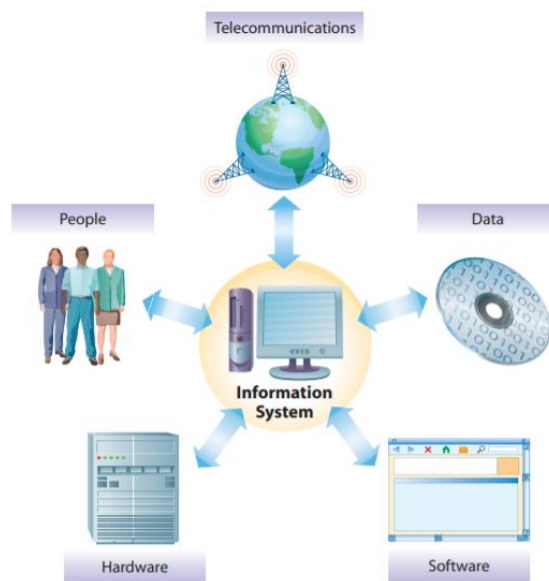 Telecommunications
People
Data
Information
System
Hardware
Software